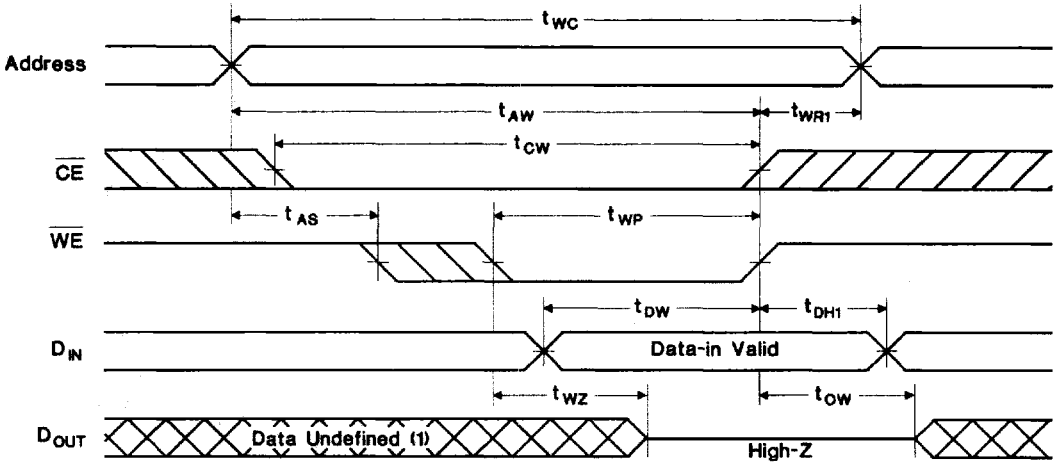 tWC
Address
tAW
tWR1
tCW
CE
tAS
tWP
WE
tDW
tDH1
DIN
Data-in Valid
tWZ
tOW
DOUT
Data Undefined (1)
High-Z